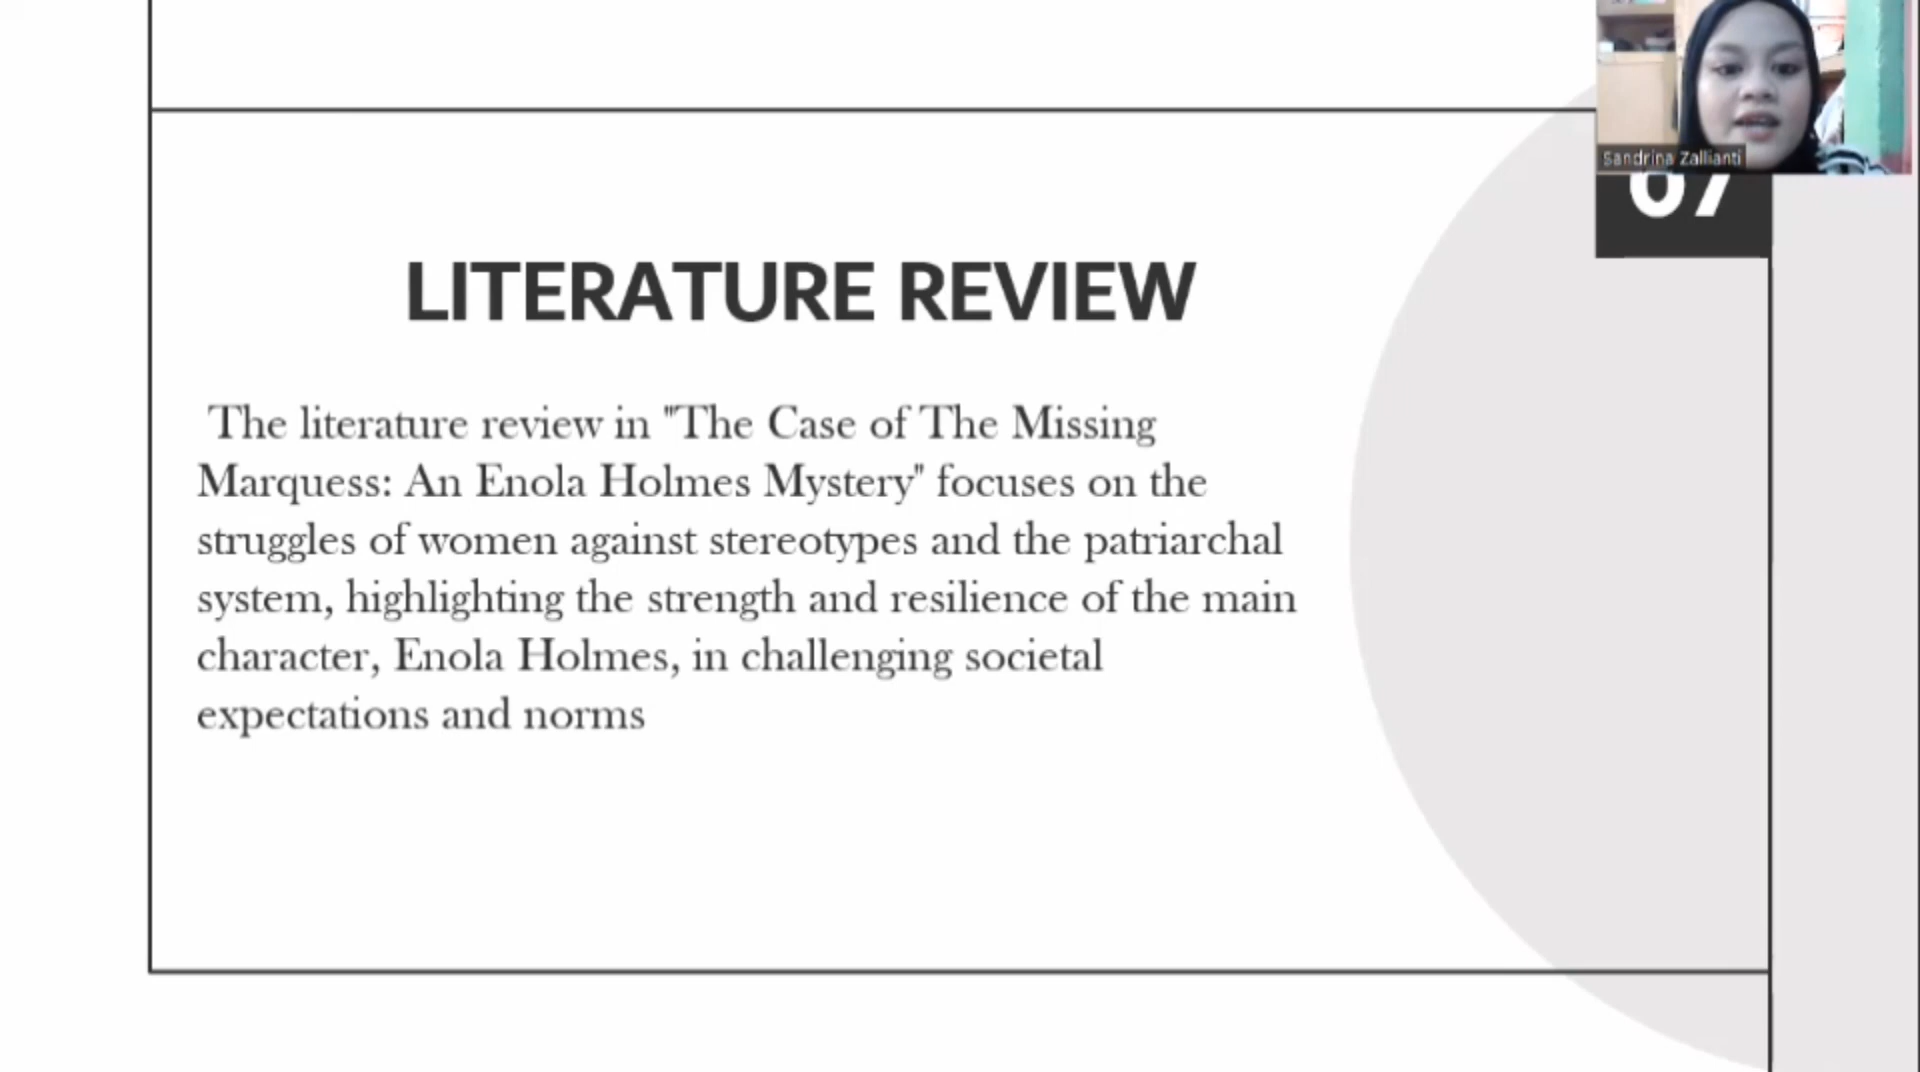 Sandrina Zallianti
07
LITERATURE REVIEW
The literature review in "The Case of The Missing
Marquess: An Enola Holmes Mystery" focuses on the
struggles of women against stereotypes and the patriarchal
system, highlighting the strength and resilience of the main
character, Enola Holmes, in challenging societal
expectations and norms